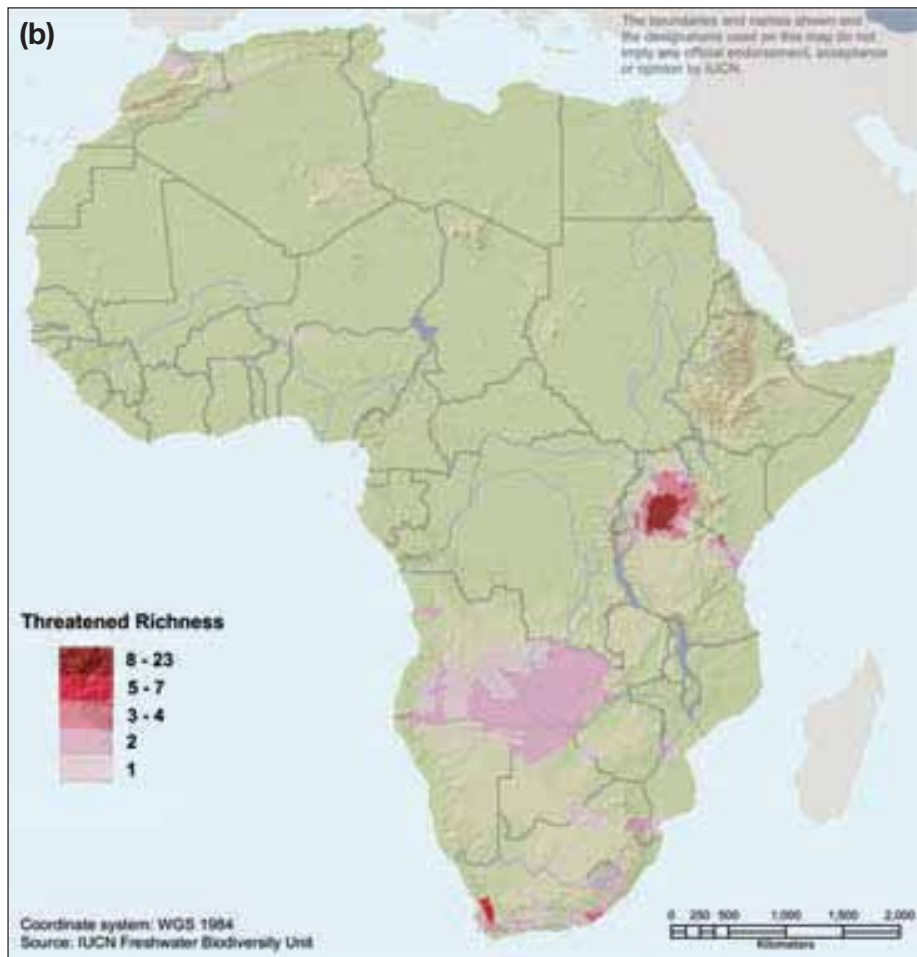 (b)
The boundaries and names shown and
the designations used on this map do not
imply any official endorsement, acceptance
or opinion by IUCN.
Threatened Richness
8 - 23
5 - 7
3 - 4
2
1
0 250 500 1,000 1,500 2,000
Kilometers
Coordinate system: WGS 1984
Source: IUCN Freshwater Biodiversity Unit